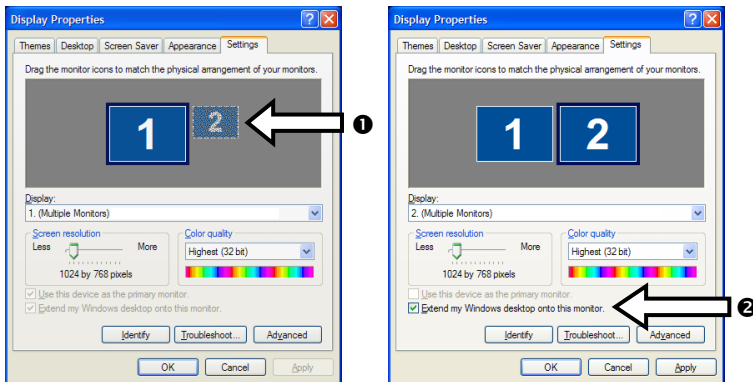 Display Properties
Themes Desktop Screen Saver Appearance Settings
Drag the monitor icons to match the physical arrangement of your monitors.
1 2
❶
Display:
1. (Multiple Monitors)
Screen resolution
Less More
1024 by 768 pixels
Color quality
Highest (32 bit)
Use this device as the primary monitor.
Extend my Windows desktop onto this monitor.
Identify Troubleshoot... Advanced
OK Cancel Apply
Display Properties
Themes Desktop Screen Saver Appearance Settings
Drag the monitor icons to match the physical arrangement of your monitors.
1 2
Display:
2. (Multiple Monitors)
Screen resolution
Less More
1024 by 768 pixels
Color quality
Highest (32 bit)
Use this device as the primary monitor.
Extend my Windows desktop onto this monitor.
❷
Identify Troubleshoot... Advanced
OK Cancel Apply